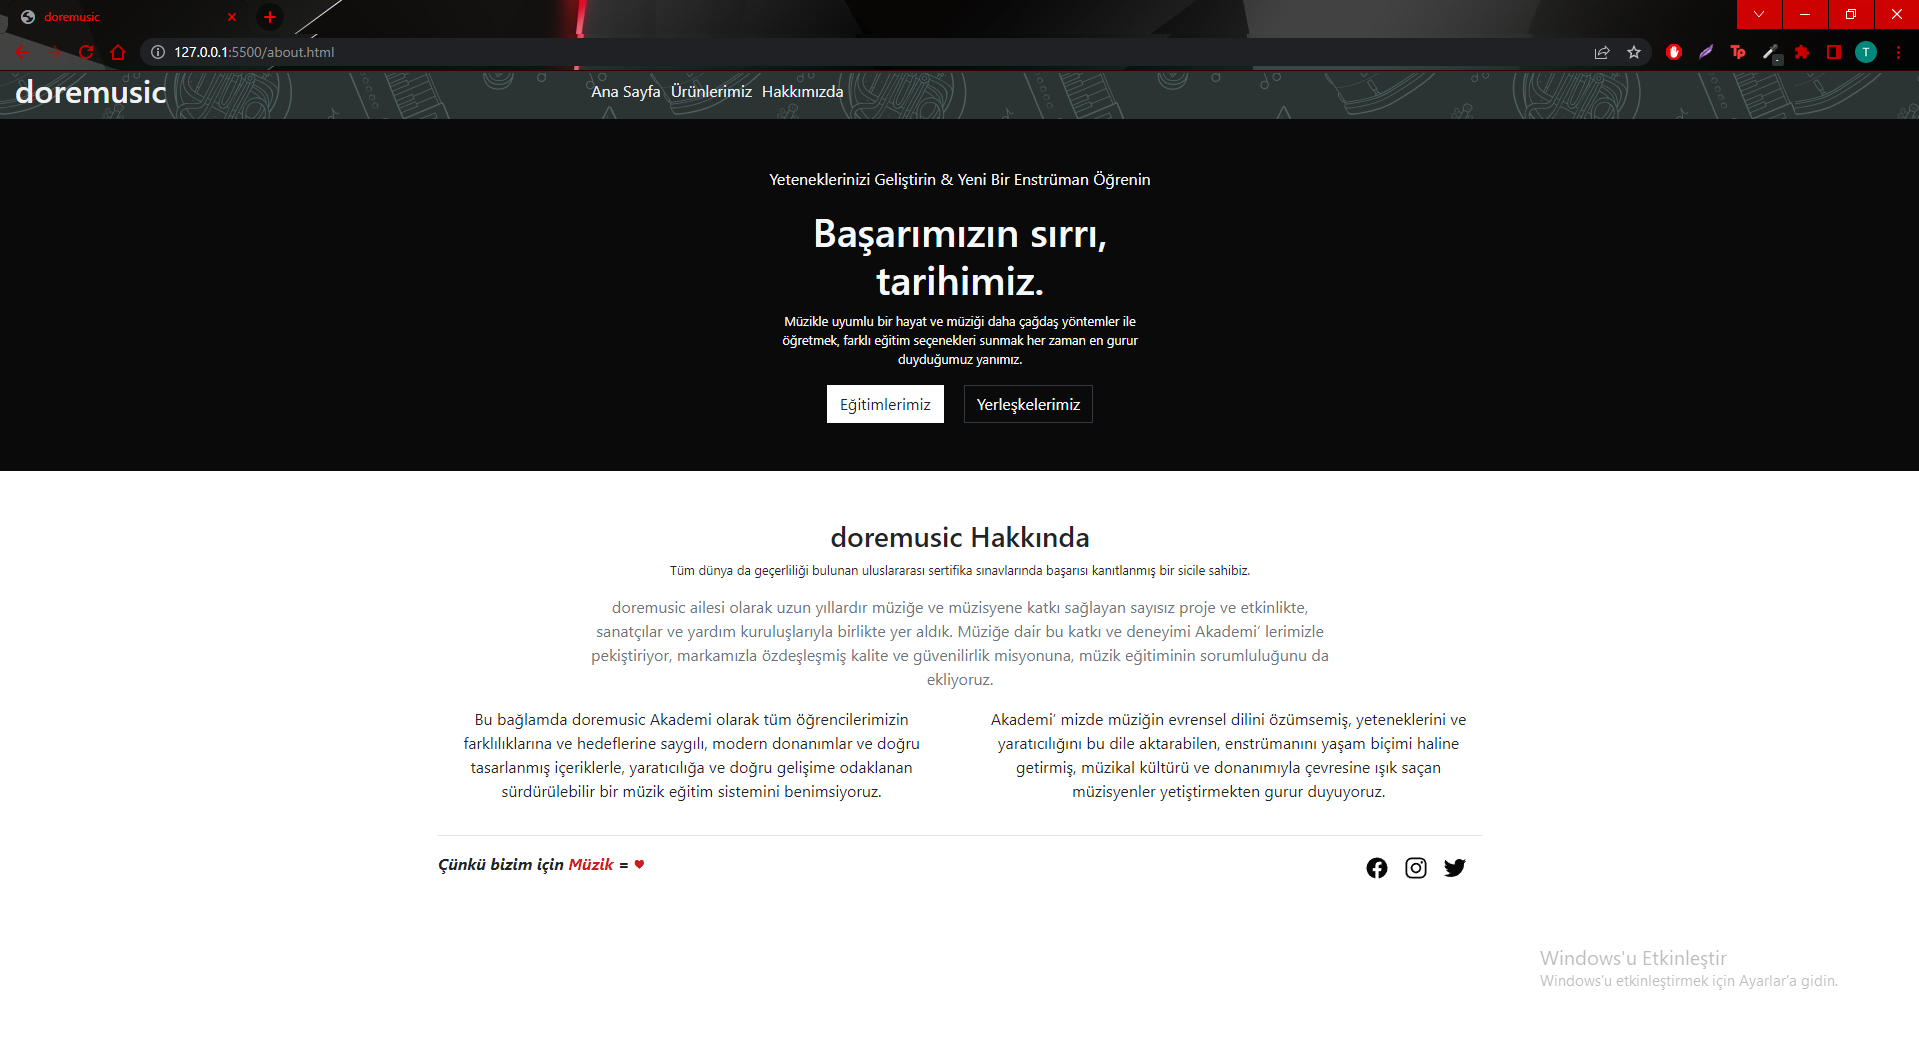 doremusic
127.0.0.1:5500/about.html
T
doremusic
Ana Sayfa Ürünlerimiz Hakkımızda
Yeteneklerinizi Geliştirin & Yeni Bir Enstrüman Öğrenin
Başarımızın sırrı,
tarihimiz.
Müzikle uyumlu bir hayat ve müziği daha çağdaş yöntemler ile
öğretmek, farklı eğitim seçenekleri sunmak her zaman en gurur
duyduğumuz yanımız.
Eğitimlerimiz Yerleşkelerimiz
doremusic Hakkında
Tüm dünya da geçerliliği bulunan uluslararası sertifika sınavlarında başarısı kanıtlanmış bir sicile sahibiz.
doremusic ailesi olarak uzun yıllardır müziğe ve müzisyene katkı sağlayan sayısız proje ve etkinlikte,
sanatçılar ve yardım kuruluşlarıyla birlikte yer aldık. Müziğe dair bu katkı ve deneyimi Akademi’ lerimizle
pekiştiriyor, markamızla özdeşleşmiş kalite ve güvenilirlik misyonuna, müzik eğitiminin sorumluluğunu da
ekliyoruz.
Bu bağlamda doremusic Akademi olarak tüm öğrencilerimizin
farklılıklarına ve hedeflerine saygılı, modern donanımlar ve doğru
tasarlanmış içeriklerle, yaratıcılığa ve doğru gelişime odaklanan
sürdürülebilir bir müzik eğitim sistemini benimsiyoruz.
Akademi’ mizde müziğin evrensel dilini özümsemiş, yeteneklerini ve
yaratıcılığını bu dile aktarabilen, enstrümanını yaşam biçimi haline
getirmiş, müzikal kültürü ve donanımıyla çevresine ışık saçan
müzisyenler yetiştirmekten gurur duyuyoruz.
Çünkü bizim için Müzik = ♥
Windows'u Etkinleştir
Windows'u etkinleştirmek için Ayarlar'a gidin.